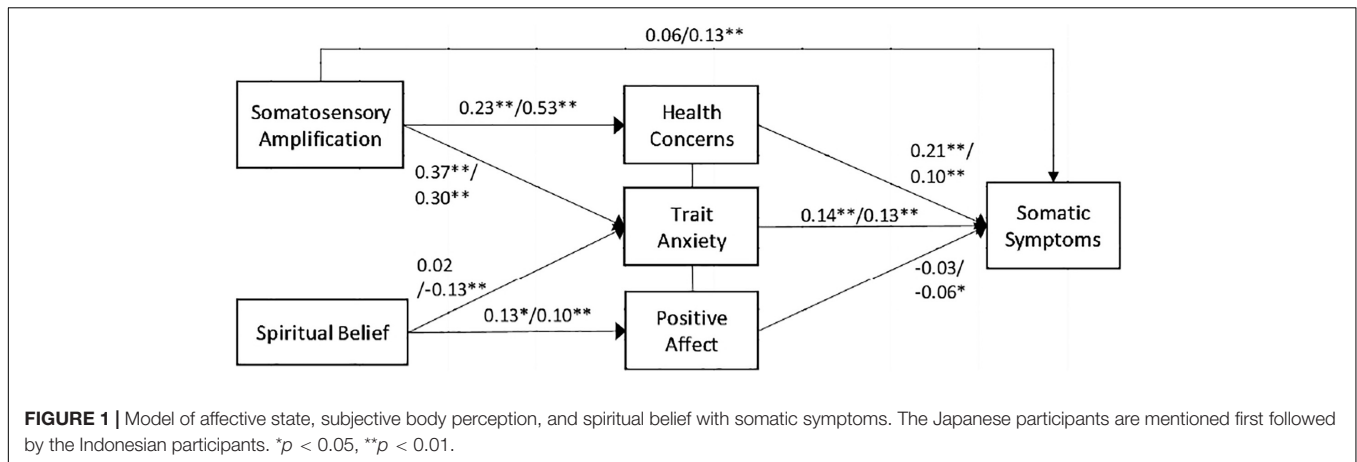 0.06/0.13**
Somatosensory
Amplification
0.23**/0.53**
Health
Concerns
0.37**/
0.30**
0.21**/
0.10**
Trait
Anxiety
0.14**/0.13**
Somatic
Symptoms
0.02
/-0.13**
-0.03/
-0.06*
Spiritual Belief
0.13*/0.10**
Positive
Affect
FIGURE 1 | Model of affective state, subjective body perception, and spiritual belief with somatic symptoms. The Japanese participants are mentioned first followed
by the Indonesian participants. *p < 0.05, **p < 0.01.